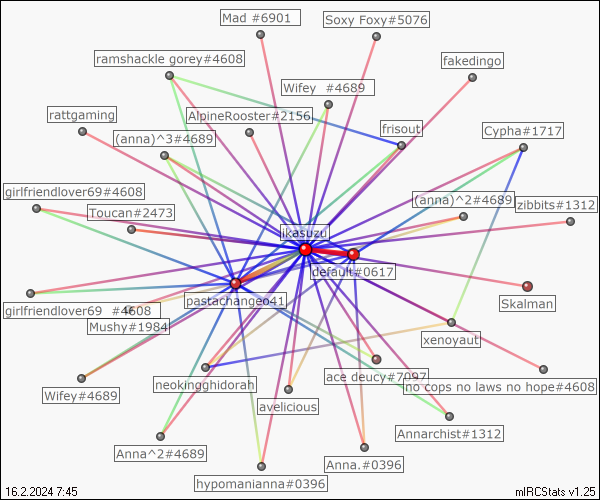 Mad #6901
Soxy Foxy#5076
ramshackle gorey#4608
fakedingo
Wifey  #4689
rattgaming
AlpineRooster#2156
frisout
(anna)^3#4689
Cypha#1717
girlfriendlover69#4608
(anna)^2#4689
zibbits#1312
Toucan#2473
ikasuzu
default#0617
pastachangeo41
Skalman
girlfriendlover69  #4608
Mushy#1984
xenoyaut
neokingghidorah
ace deucy#7097
no cops no laws no hope#4608
Wifey#4689
avelicious
Annarchist#1312
Anna^2#4689
Anna.#0396
hypomanianna#0396
16.2.2024 7:45
mIRCStats v1.25